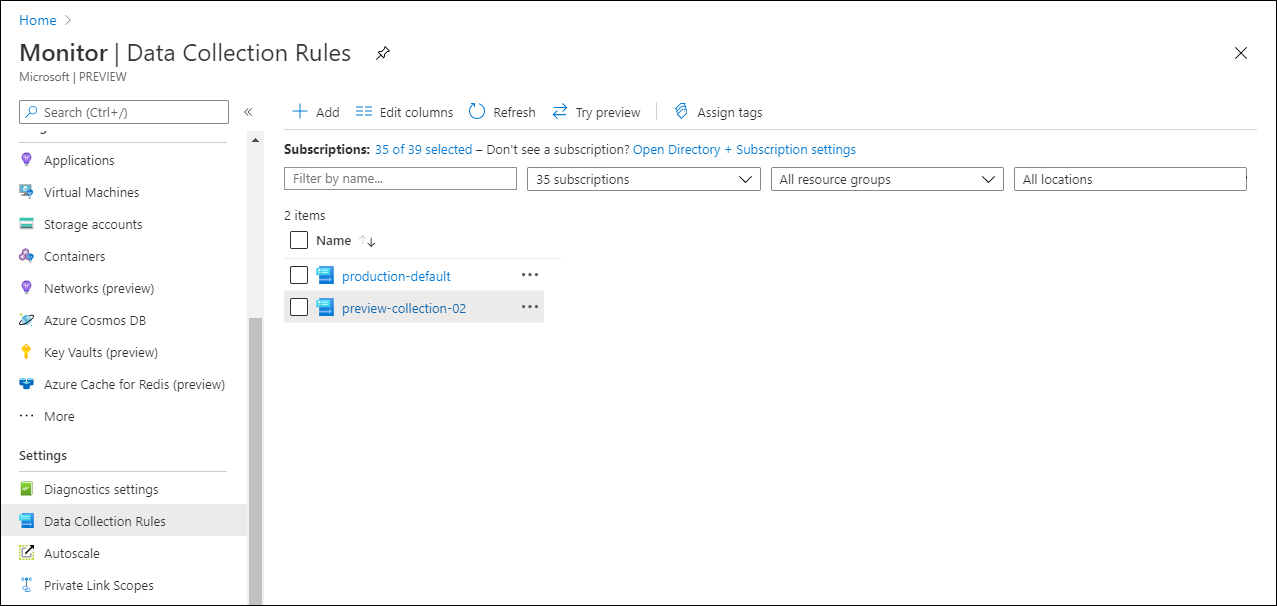 Home
Monitor | Data Collection Rules
Microsoft | PREVIEW
Search (Ctrl+/)
Applications
Virtual Machines
Storage accounts
Containers
Networks (preview)
Azure Cosmos DB
Key Vaults (preview)
Azure Cache for Redis (preview)
More
Settings
Diagnostics settings
Data Collection Rules
Autoscale
Private Link Scopes
Add Edit columns Refresh Try preview Assign tags
Subscriptions: 35 of 39 selected – Don't see a subscription? Open Directory + Subscription settings
Filter by name... 35 subscriptions All resource groups All locations
2 items
Name
production-default
preview-collection-02